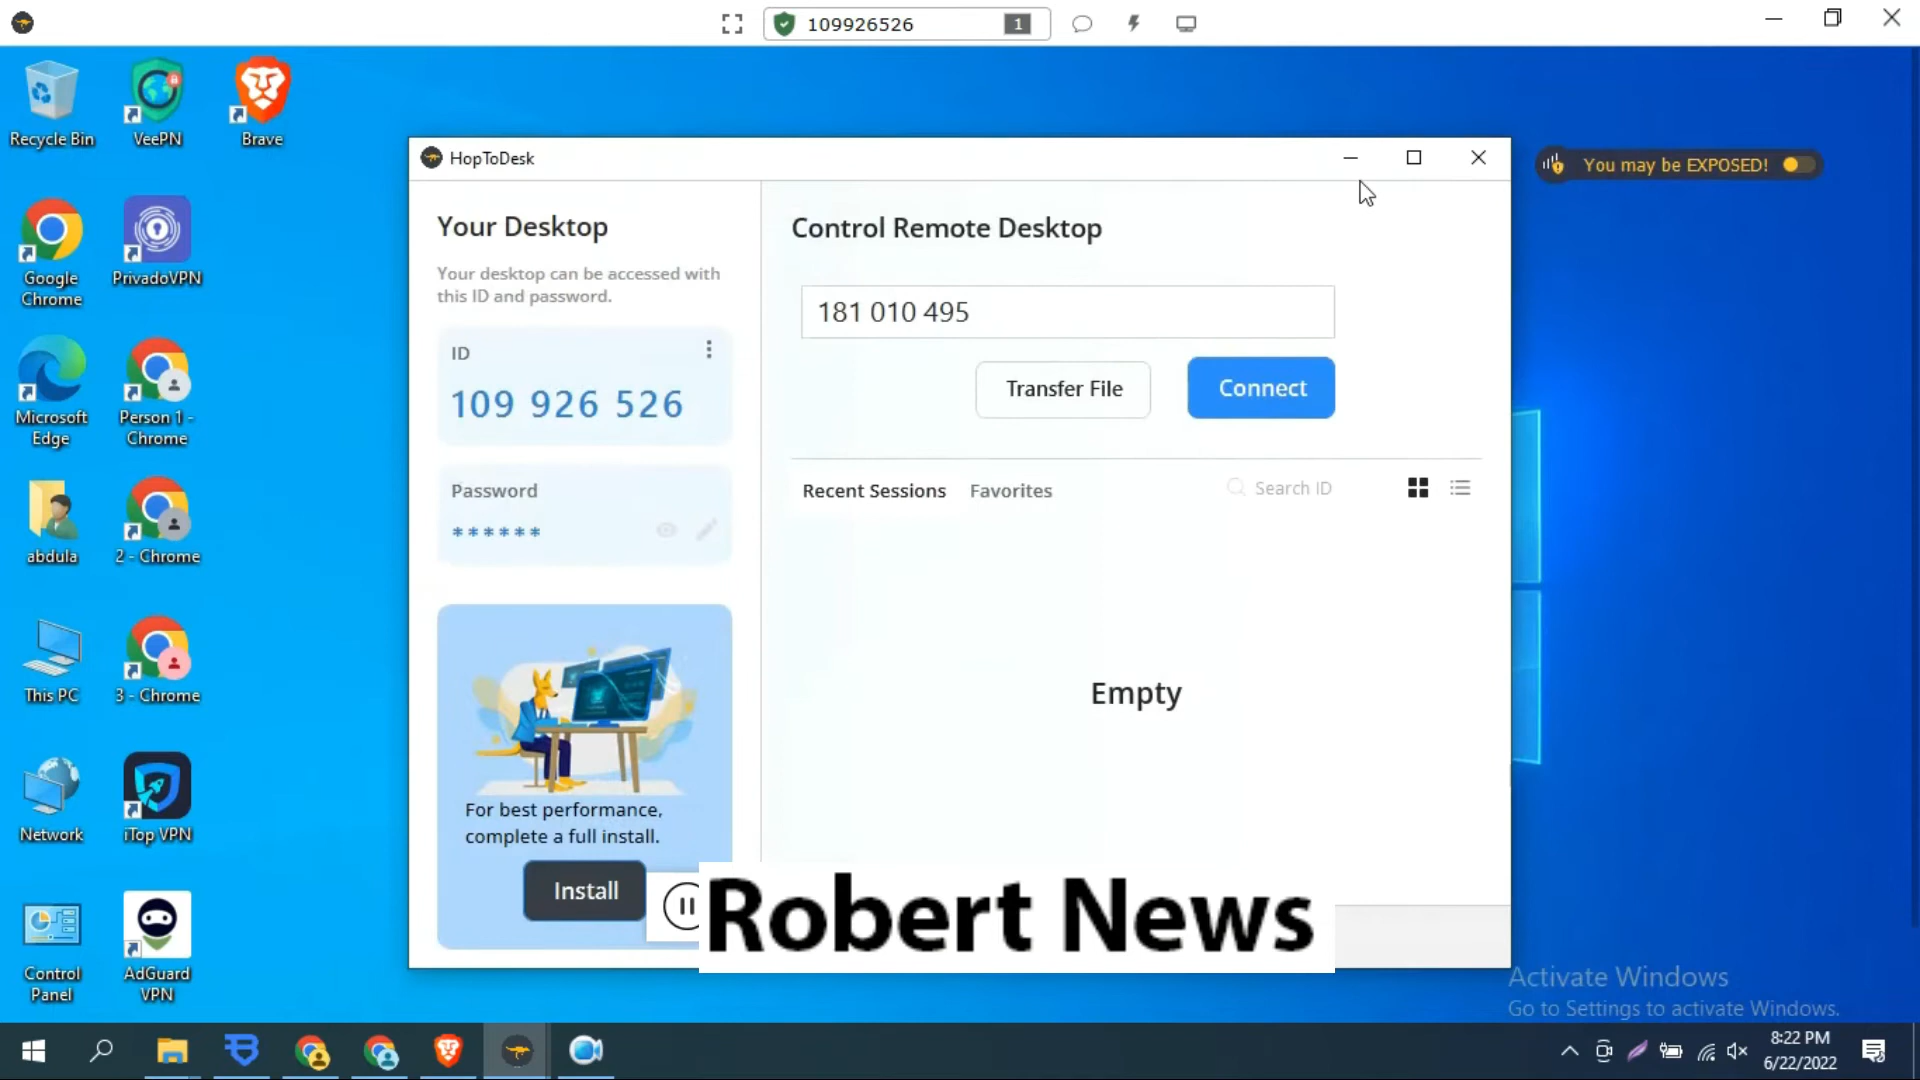 109926526
1
Recycle Bin
VeePN
Brave
Google
Chrome
PrivadoVPN
Microsoft
Edge
Person 1 -
Chrome
abdula
2 - Chrome
This PC
3 - Chrome
Network
iTop VPN
Control
Panel
AdGuard
VPN
HopToDesk
You may be EXPOSED!
Your Desktop
Your desktop can be accessed with
this ID and password.
ID
109 926 526
Password
******
For best performance,
complete a full install.
Install
Control Remote Desktop
181 010 495
Transfer File
Connect
Recent Sessions
Favorites
Search ID
Empty
Robert News
Activate Windows
Go to Settings to activate Windows.
8:22 PM
6/22/2022